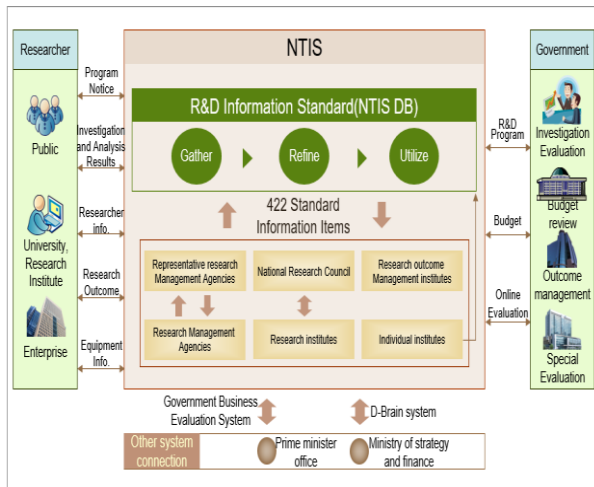 Researcher
NTIS
Government
Program
Notice
R&D Information Standard(NTIS DB)
Gather
Refine
Utilize
Public
Investigation
and Analysis
Results
R&D
Program
Investigation
Evaluation
422 Standard
Information Items
Researcher
info.
Budget
Budget
review
University,
Research
Institute
Representative research
Management Agencies
National Research Council
Research outcome
Management institutes
Research
Outcome
Outcome
management
Online
Evaluation
Research Management
Agencies
Research institutes
Individual institutes
Enterprise
Equipment
Info.
Special
Evaluation
Government Business
Evaluation System
D-Brain system
Other system
connection
Prime minister
office
Ministry of strategy
and finance